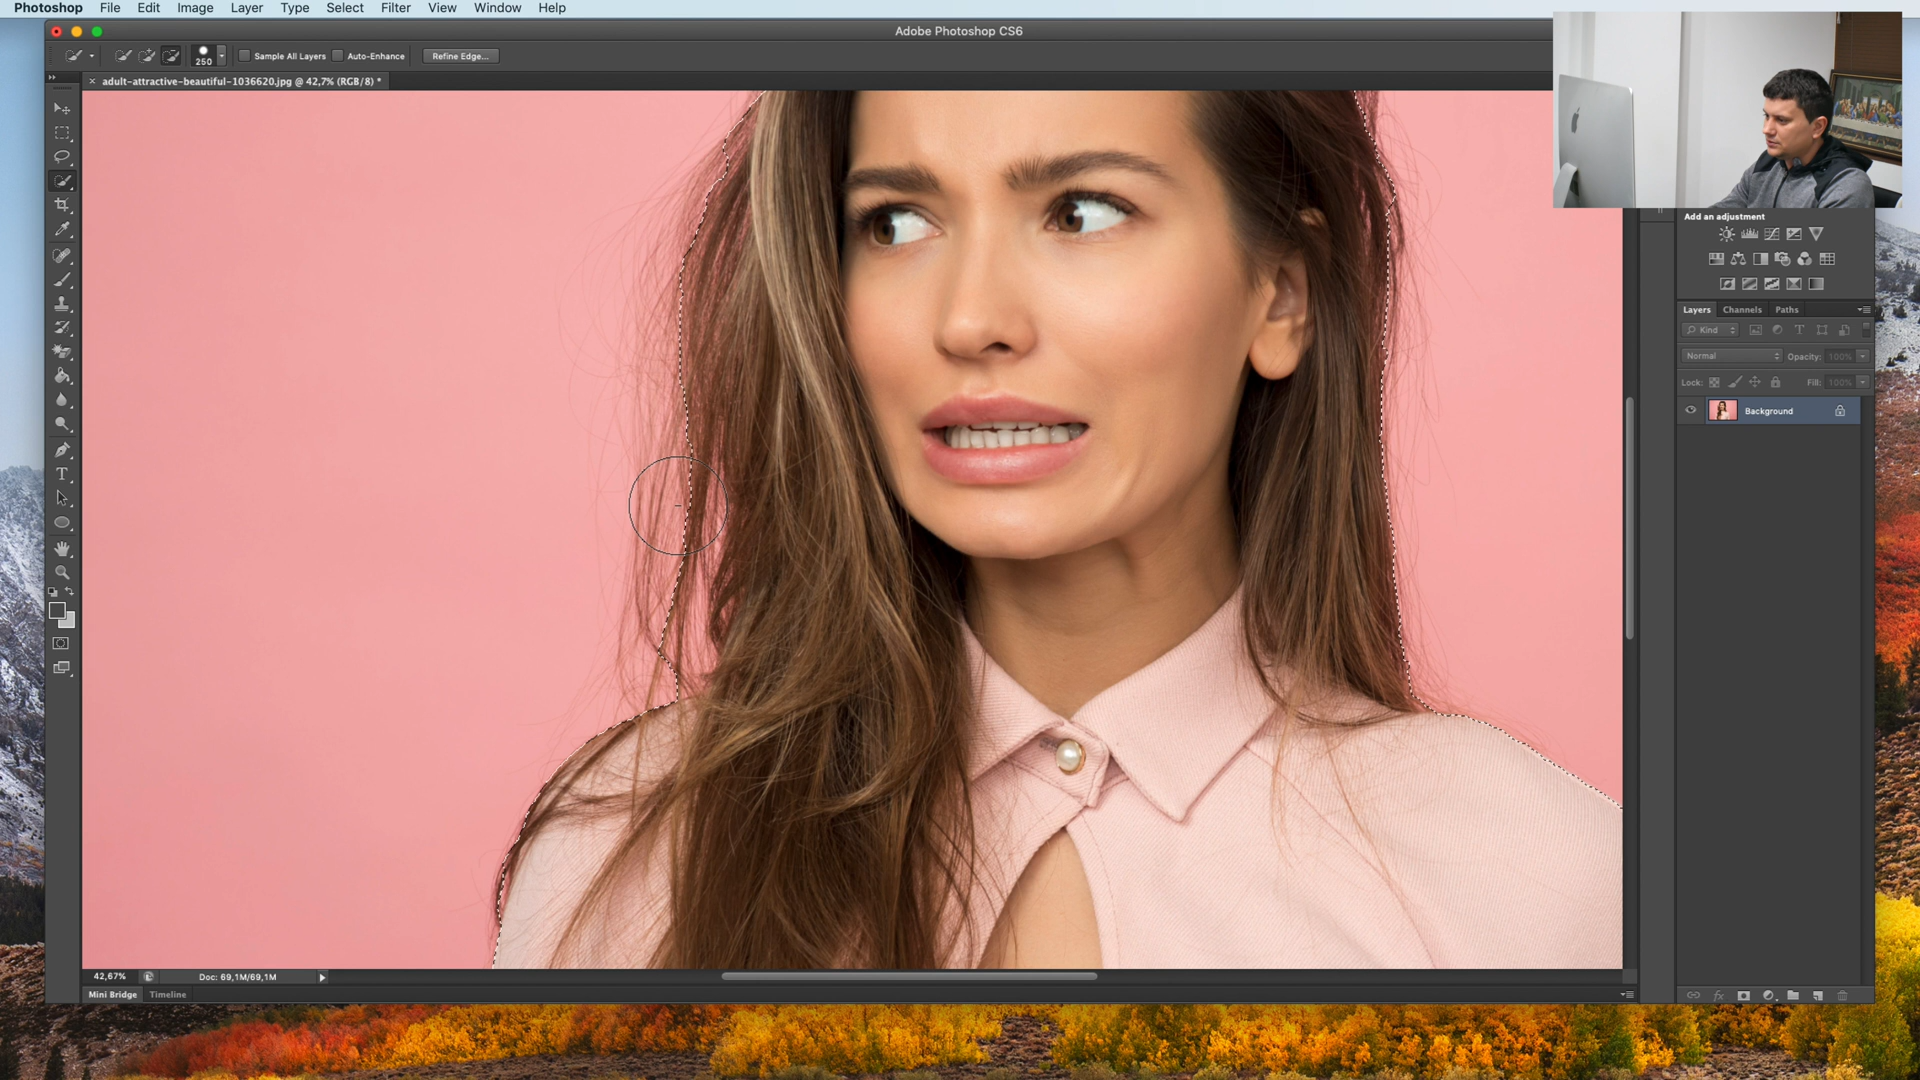 Photoshop File Edit Image Layer Type Select Filter View Window Help
Adobe Photoshop CS6
250 Sample All Layers Auto-Enhance Refine Edge...
adult-attractive-beautiful-1036620.jpg @ 42,7% (RGB/8) *
Add an adjustment
Layers Channels Paths
Kind
Normal Opacity: 100%
Lock: Fill: 100%
Background
42,67% Doc: 69,1M/69,1M
Mini Bridge Timeline